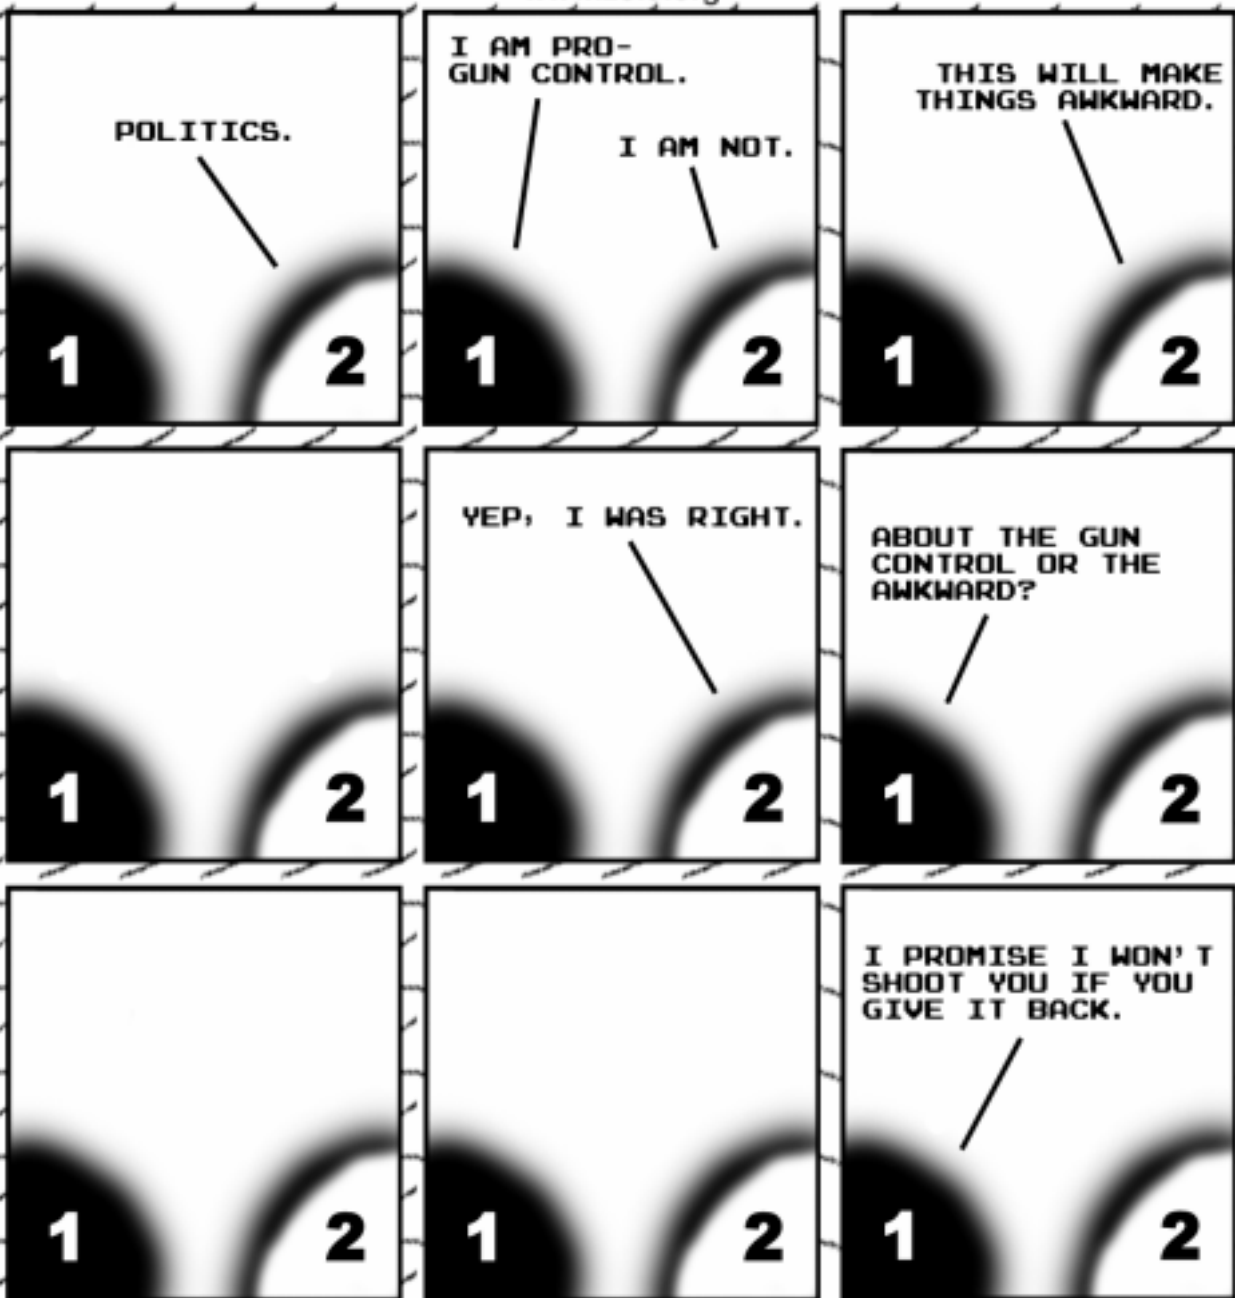 POLITICS.
1
2
I AM PRO-
GUN CONTROL.
I AM NOT.
1
2
THIS WILL MAKE
THINGS AWKWARD.
1
2
1
2
YEP, I WAS RIGHT.
1
2
ABOUT THE GUN
CONTROL OR THE
AWKWARD?
1
2
1
2
1
2
I PROMISE I WON'T
SHOOT YOU IF YOU
GIVE IT BACK.
1
2